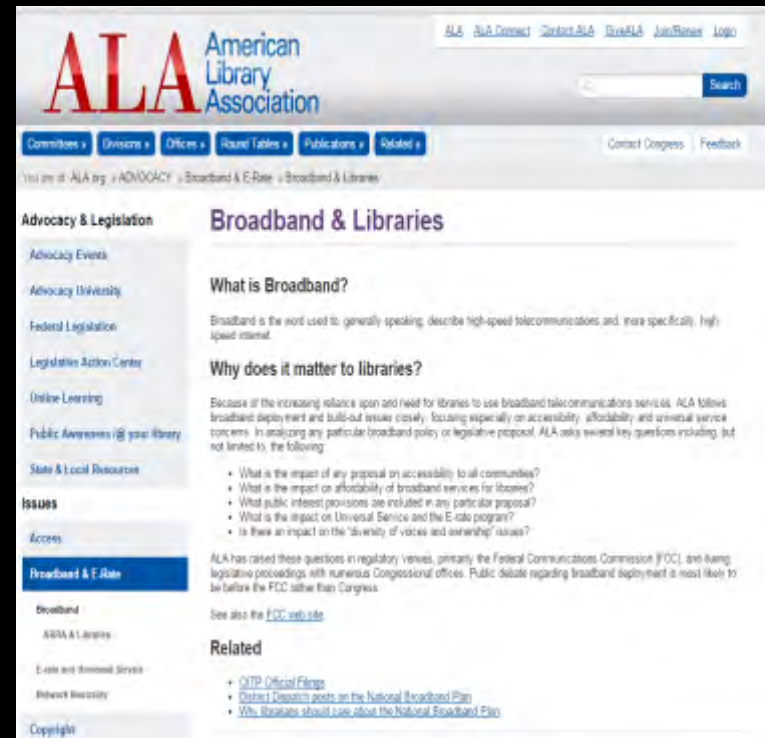 ALA American Library Association
ALA ALA Connect Contact ALA GiveALA Join/Renew Login
Search
Committees » Divisions » Offices » Round Tables » Publications » Related »
Contact Congress | Feedback
You are at: ALA.org » ADVOCACY » Broadband & E-Rate » Broadband & Libraries
Advocacy & Legislation
Advocacy Events
Advocacy University
Federal Legislation
Legislative Action Center
Online Learning
Public Awareness /@ your library
State & Local Resources
Issues
Access
Broadband & E-Rate
Broadband
ARRA & Libraries
E-rate and Universal Service
Network Neutrality
Copyright
Broadband & Libraries
What is Broadband?
Broadband is the word used to, generally speaking, describe high-speed telecommunications and, more specifically, high
speed internet.
Why does it matter to libraries?
Because of the increasing reliance upon and need for libraries to use broadband telecommunications services, ALA follows
broadband deployment and build-out issues closely, focusing especially on accessibility, affordability and universal service
concerns. In analyzing any particular broadband policy or legislative proposal, ALA asks several key questions including, but
not limited to, the following:
• What is the impact of any proposal on accessibility to all communities?
• What is the impact on affordability of broadband services for libraries?
• What public interest provisions are included in any particular proposal?
• What is the impact on Universal Service and the E-rate program?
• Is there an impact on the "diversity of voices and ownership" issues?
ALA has raised these questions in regulatory venues, primarily the Federal Communications Commission (FCC), and during
legislative proceedings with numerous Congressional offices. Public debate regarding broadband deployment is most likely to
be before the FCC rather than Congress.
See also the FCC web site.
Related
• OITP Official Filings
• District Dispatch posts on the National Broadband Plan
• Why librarians should care about the National Broadband Plan